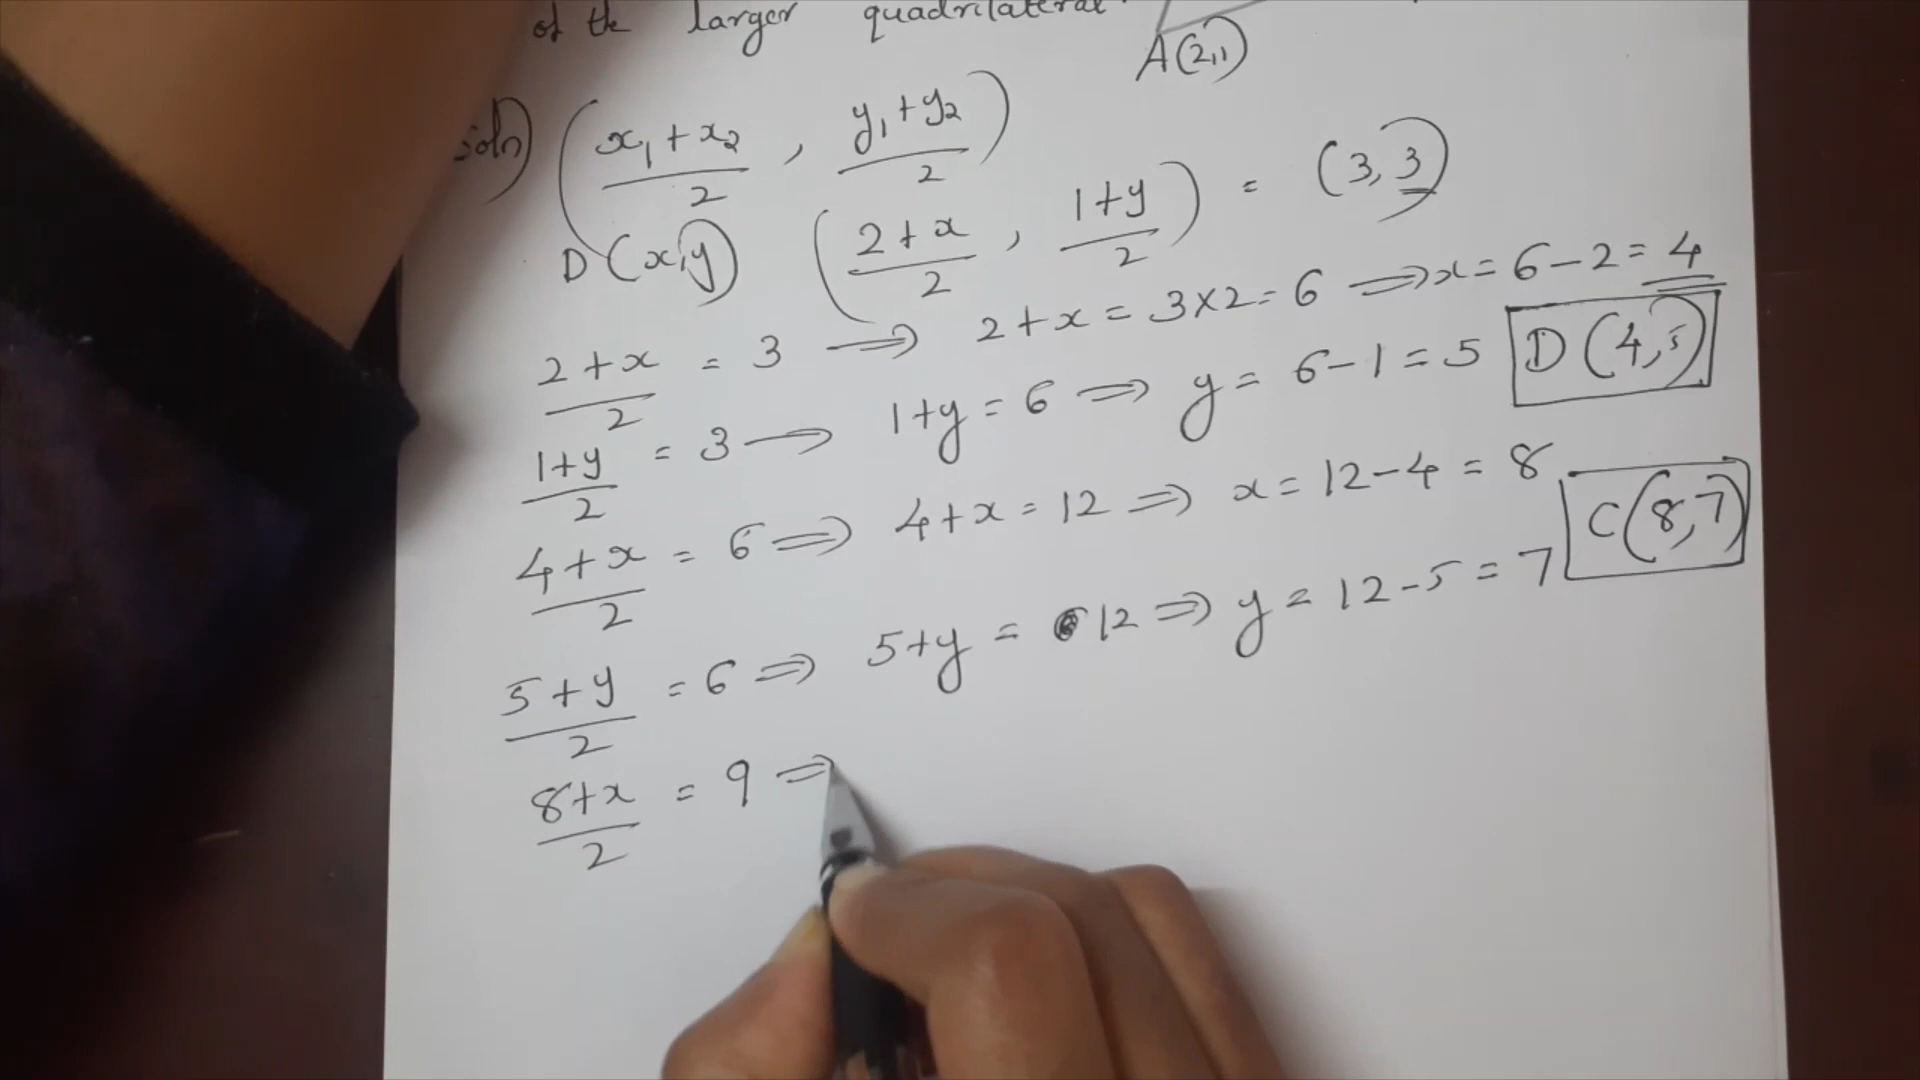 of the larger quadrilateral.
A(2,1)
soln) (x₁+x₂/2 , y₁+y₂/2)
D(x,y) (2+x/2 , 1+y/2) = (3,3)
2+x/2 = 3 ⟹ 2+x = 3×2=6 ⟹ x = 6-2=4
1+y/2 = 3 ⟶ 1+y=6 ⟹ y = 6-1=5 D(4,5)
4+x/2 = 6 ⟹ 4+x=12 ⟹ x=12-4=8
5+y/2 =6 ⟹ 5+y = 12 ⟹ y=12-5=7 C(8,7)
8+x/2 = 9 ⟹